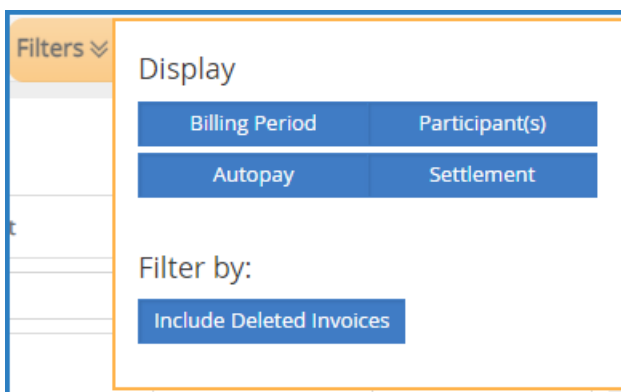 Filters
Display
Billing Period Participant(s)
Autopay Settlement
t
Filter by:
Include Deleted Invoices